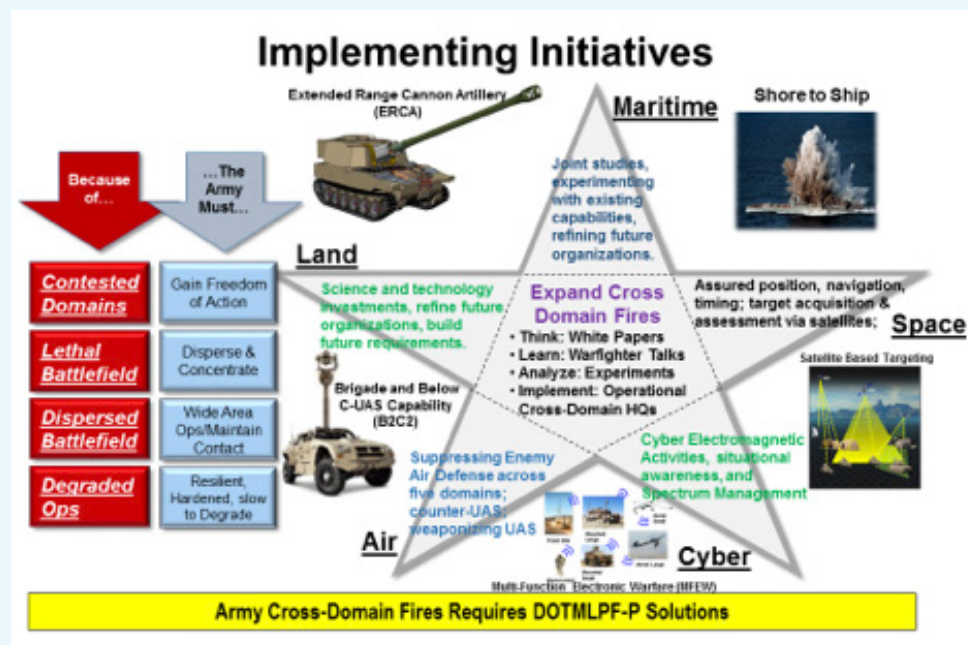 Implementing Initiatives
Extended Range Cannon Artillery
(ERCA)
Maritime
Shore to Ship
Because
of…
…The
Army
Must…
Joint studies,
experimenting
with existing
capabilities,
refining future
organizations.
Land
Contested
Domains
Gain Freedom
of Action
Science and technology
investments, refine future
organizations, build
future requirements.
Expand Cross
Domain Fires
• Think: White Papers
• Learn: Warfighter Talks
• Analyze: Experiments
• Implement: Operational
Cross-Domain HQs
Assured position, navigation,
timing; target acquisition &
assessment via satellites;
Space
Lethal
Battlefield
Disperse &
Concentrate
Satellite Based Targeting
Brigade and Below
C-UAS Capability
(B2C2)
Dispersed
Battlefield
Wide Area
Ops/Maintain
Contact
Suppressing Enemy
Air Defense across
five domains;
counter-UAS;
weaponizing UAS
Cyber Electromagnetic
Activities, situational
awareness, and
Spectrum Management
Degraded
Ops
Resilient,
Hardened, slow
to Degrade
Air
Cyber
Multi-Function Electronic Warfare (MFEW)
Army Cross-Domain Fires Requires DOTMLPF-P Solutions